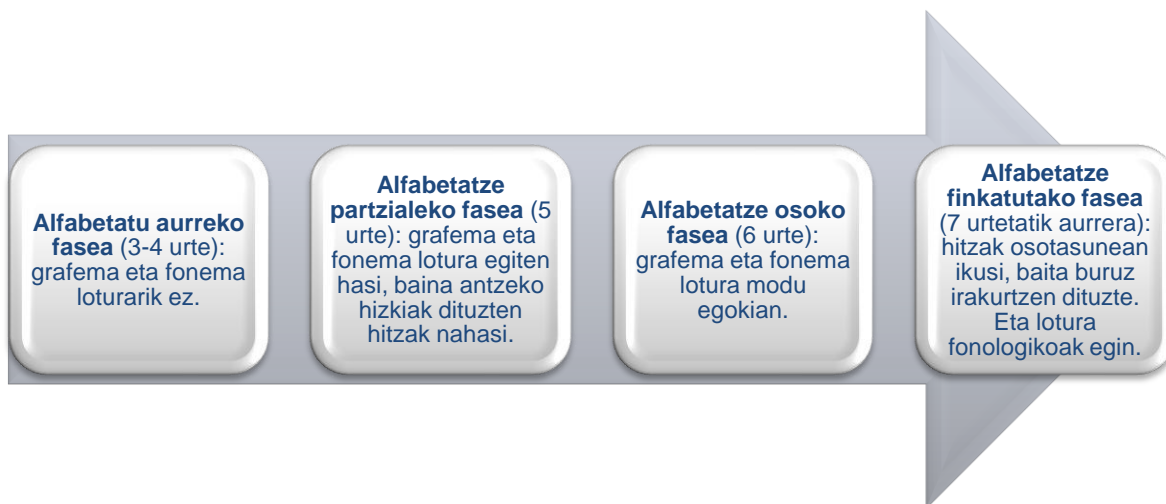 Alfabetatu aurreko
fasea (3-4 urte):
grafema eta fonema
loturarik ez.
Alfabetatze
partzialeko fasea (5
urte): grafema eta
fonema lotura egiten
hasi, baina antzeko
hizkiak dituzten
hitzak nahasi.
Alfabetatze osoko
fasea (6 urte):
grafema eta fonema
lotura modu
egokian.
Alfabetatze
finkatutako fasea
(7 urtetatik aurrera):
hitzak osotasunean
ikusi, baita buruz
irakurtzen dituzte.
Eta lotura
fonologikoak egin.